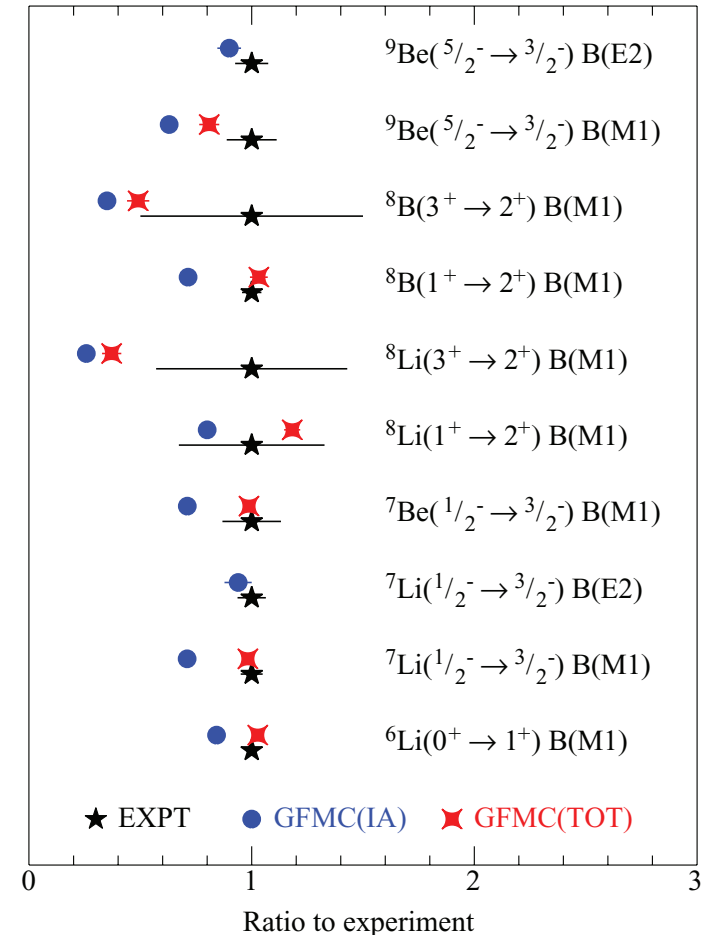 ⁹Be(⁵/₂⁻ → ³/₂⁻) B(E2)
⁹Be(⁵/₂⁻ → ³/₂⁻) B(M1)
⁸B(3⁺ → 2⁺) B(M1)
⁸B(1⁺ → 2⁺) B(M1)
⁸Li(3⁺ → 2⁺) B(M1)
⁸Li(1⁺ → 2⁺) B(M1)
⁷Be(¹/₂⁻ → ³/₂⁻) B(M1)
⁷Li(¹/₂⁻ → ³/₂⁻) B(E2)
⁷Li(¹/₂⁻ → ³/₂⁻) B(M1)
⁶Li(0⁺ → 1⁺) B(M1)
EXPT GFMC(IA) GFMC(TOT)
0 1 2 3
Ratio to experiment